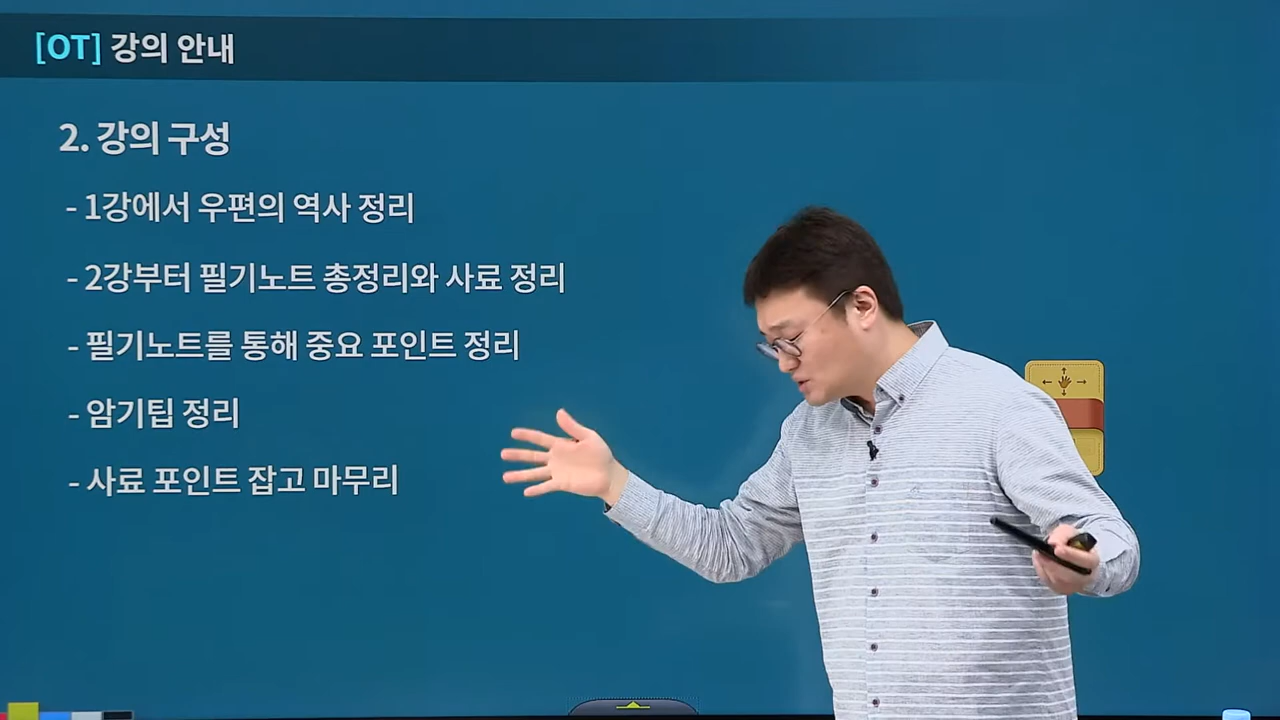 [OT] 강의 안내
2. 강의 구성
- 1강에서 우편의 역사 정리
- 2강부터 필기노트 총정리와 사료 정리
- 필기노트를 통해 중요 포인트 정리
- 암기팁 정리
- 사료 포인트 잡고 마무리